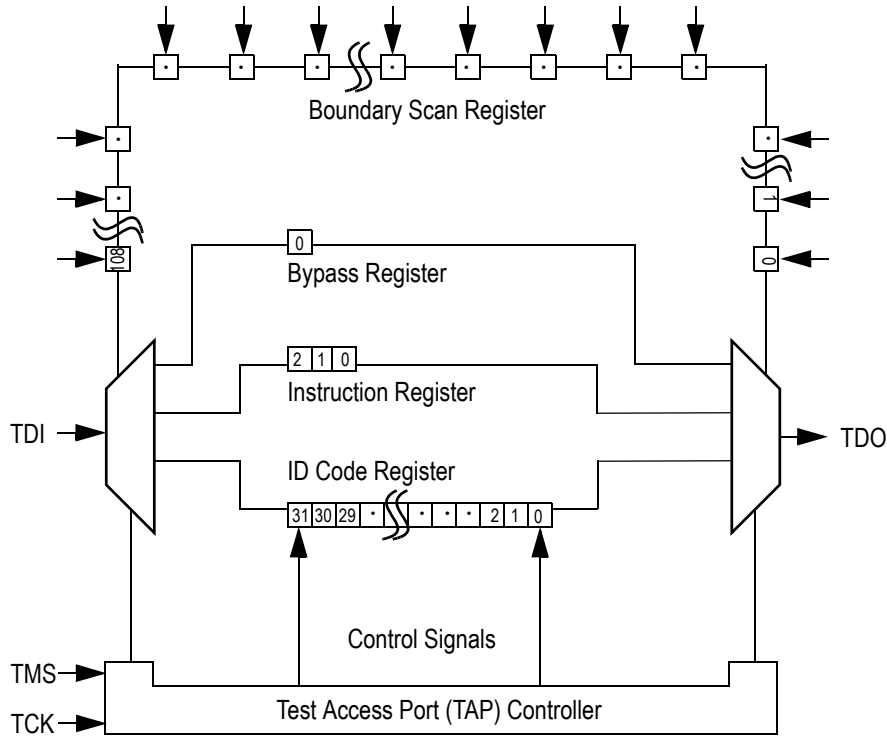 Boundary Scan Register
1
108
0
0
Bypass Register
2 1 0
Instruction Register
TDI
TDO
ID Code Register
31 30 29 · · · · 2 1 0
Control Signals
TMS
Test Access Port (TAP) Controller
TCK